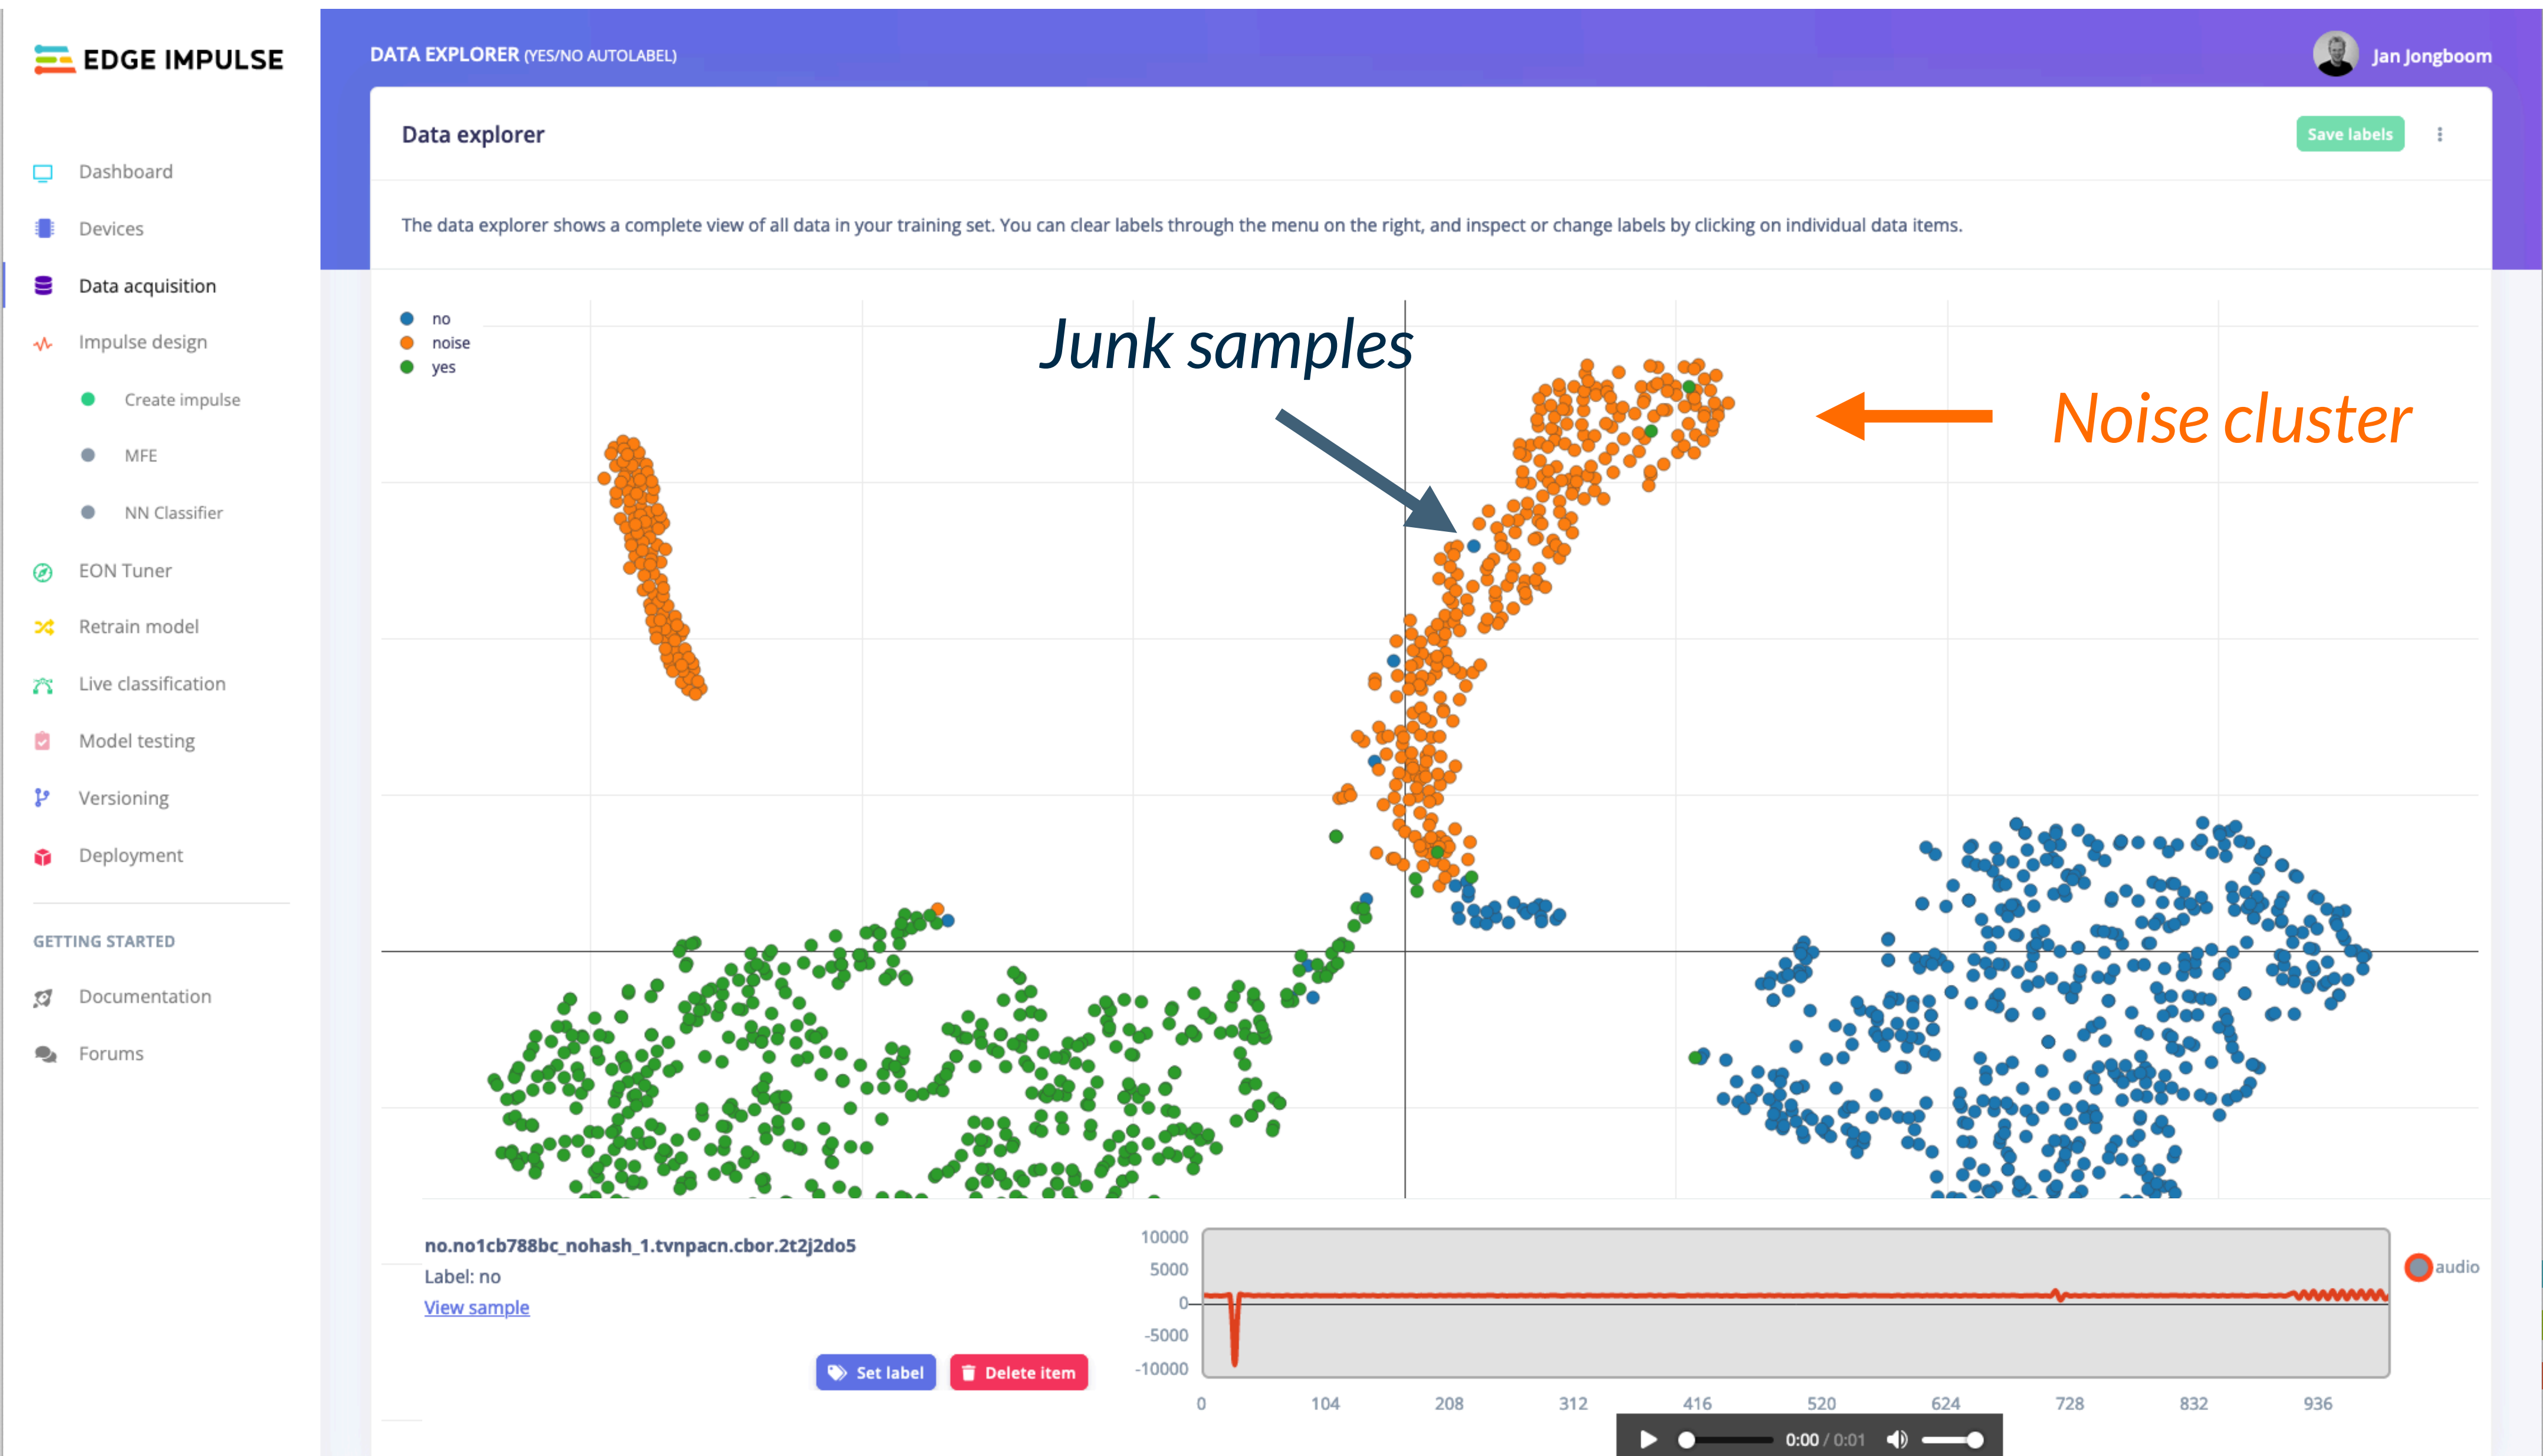 EDGE IMPULSE
DATA EXPLORER (YES/NO AUTOLABEL)
Jan Jongboom
Dashboard
Devices
Data acquisition
Impulse design
Create impulse
MFE
NN Classifier
EON Tuner
Retrain model
Live classification
Model testing
Versioning
Deployment
GETTING STARTED
Documentation
Forums
Data explorer
Save labels
The data explorer shows a complete view of all data in your training set. You can clear labels through the menu on the right, and inspect or change labels by clicking on individual data items.
no
noise
yes
Junk samples
Noise cluster
no.no1cb788bc_nohash_1.tvnpacn.cbor.2t2j2do5
Label: no
View sample
Set label
Delete item
10000
5000
0
-5000
-10000
0 104 208 312 416 520 624 728 832 936
audio
0:00 / 0:01